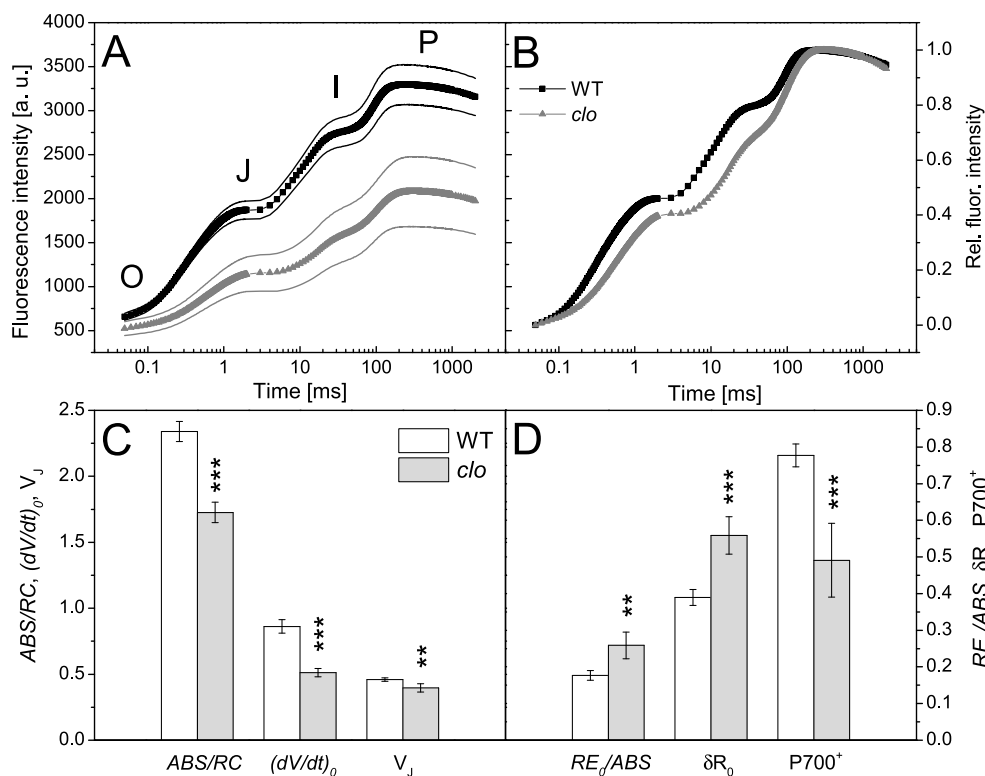 A
B
O
J
I
P
WT
clo
Fluorescence intensity [a. u.]
4000
3500
3000
2500
2000
1500
1000
500
0.1
1
10
100
1000
Time [ms]
0.1
1
10
100
1000
Time [ms]
1.0
0.8
0.6
0.4
0.2
0.0
Rel. fluor. intensity
C
WT
clo
ABS/RC, (dV/dt)0, VJ
2.5
2.0
1.5
1.0
0.5
0.0
***
***
**
ABS/RC
(dV/dt)0
VJ
D
**
***
***
RE0/ABS
δR0
P700+
0.9
0.8
0.7
0.6
0.5
0.4
0.3
0.2
0.1
0.0
RE /ABS δR P700+